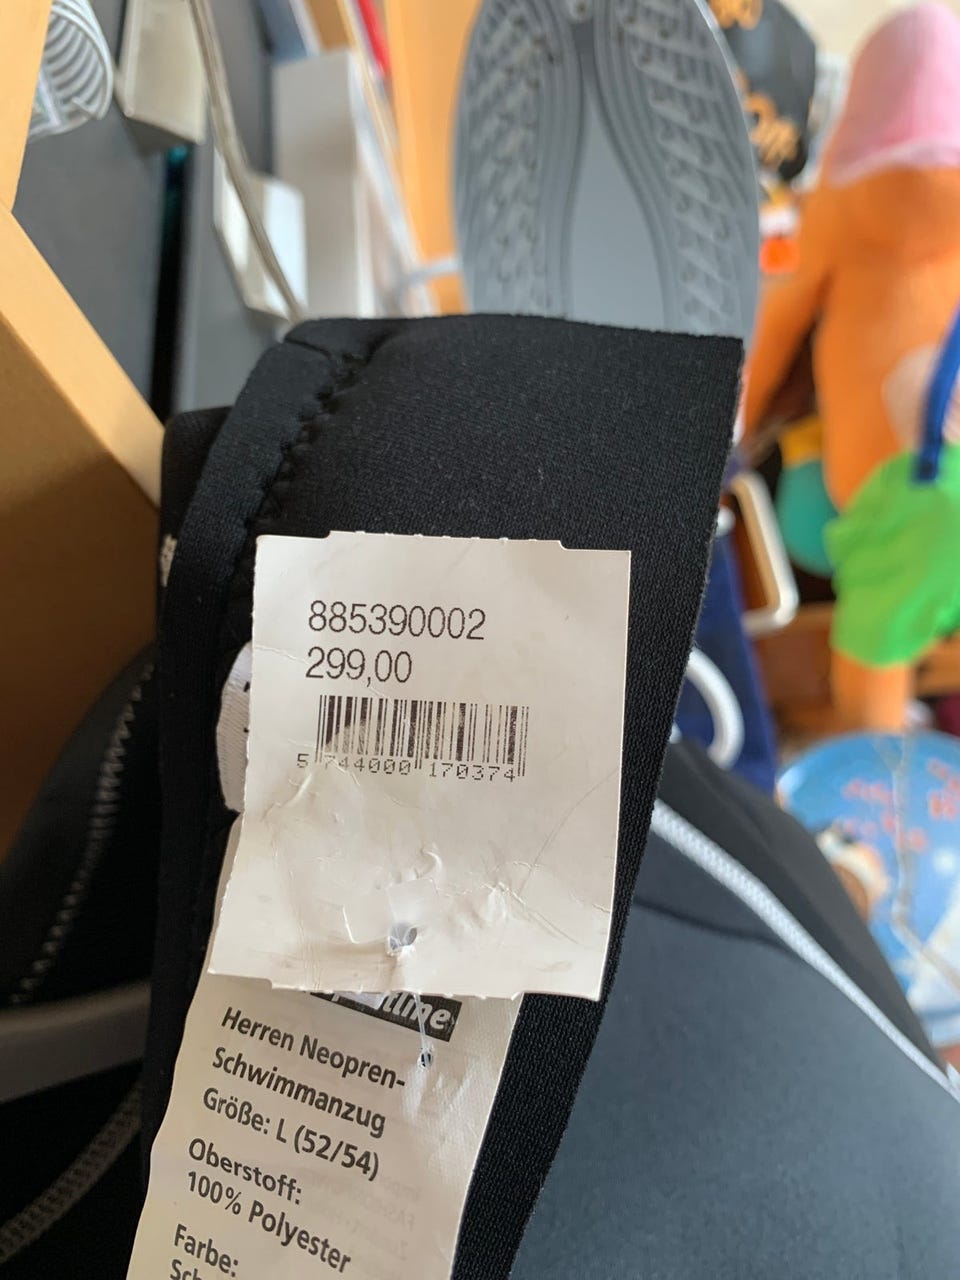 885390002
299,00
5 744000 170374
Herren Neopren-
Schwimmanzug
Größe: L (52/54)
Oberstoff:
100% Polyester
Farbe: